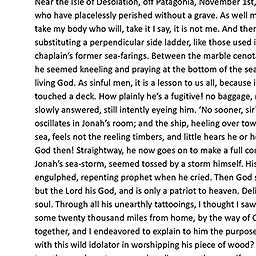 Near the Isle of Desolation, off Patagonia, November 1st,
who have placelessly perished without a grave. As well m
take my body who will, take it I say, it is not me. And ther
substituting a perpendicular side ladder, like those used i
chaplain's former sea-farings. Between the marble cenota
he seemed kneeling and praying at the bottom of the sea
living God. As sinful men, it is a lesson to us all, because i
touched a deck. How plainly he's a fugitive! no baggage,
slowly answered, still intently eyeing him. 'No sooner, sir'
oscillates in Jonah's room; and the ship, heeling over tow
sea, feels not the reeling timbers, and little hears he or he
God then! Straightway, he now goes on to make a full con
Jonah's sea-storm, seemed tossed by a storm himself. His
engulphed, repenting prophet when he cried. Then God s
but the Lord his God, and is only a patriot to heaven. Deli
soul. Through all his unearthly tattooings, I thought I saw
some twenty thousand miles from home, by the way of C
together, and I endeavored to explain to him the purpose
with this wild idolator in worshipping his piece of wood?